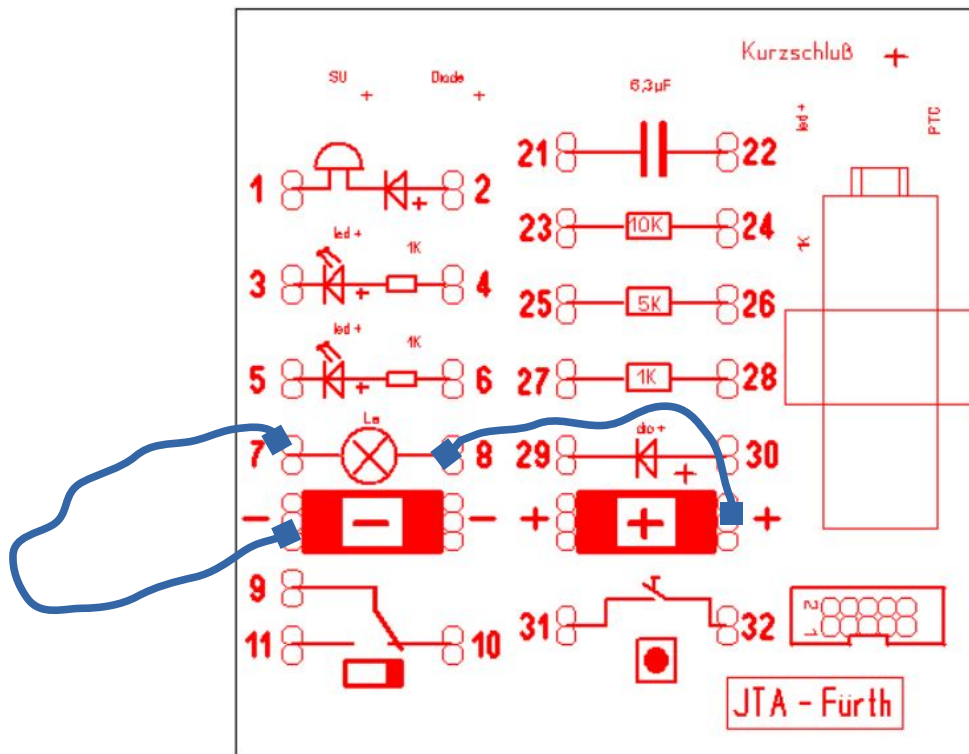 Kurzschluß +
SU +
Diode +
6,3µF
led +
PTC
21 22
1 2 +
23 10K 24
led + 1K
3 4 +
1K
25 5K 26
led + 1K
5 6 +
27 1K 28
La
7 8
dio +
29 30 +
- - -
+ + +
9
11 10
31 32
2
1
JTA - Fürth